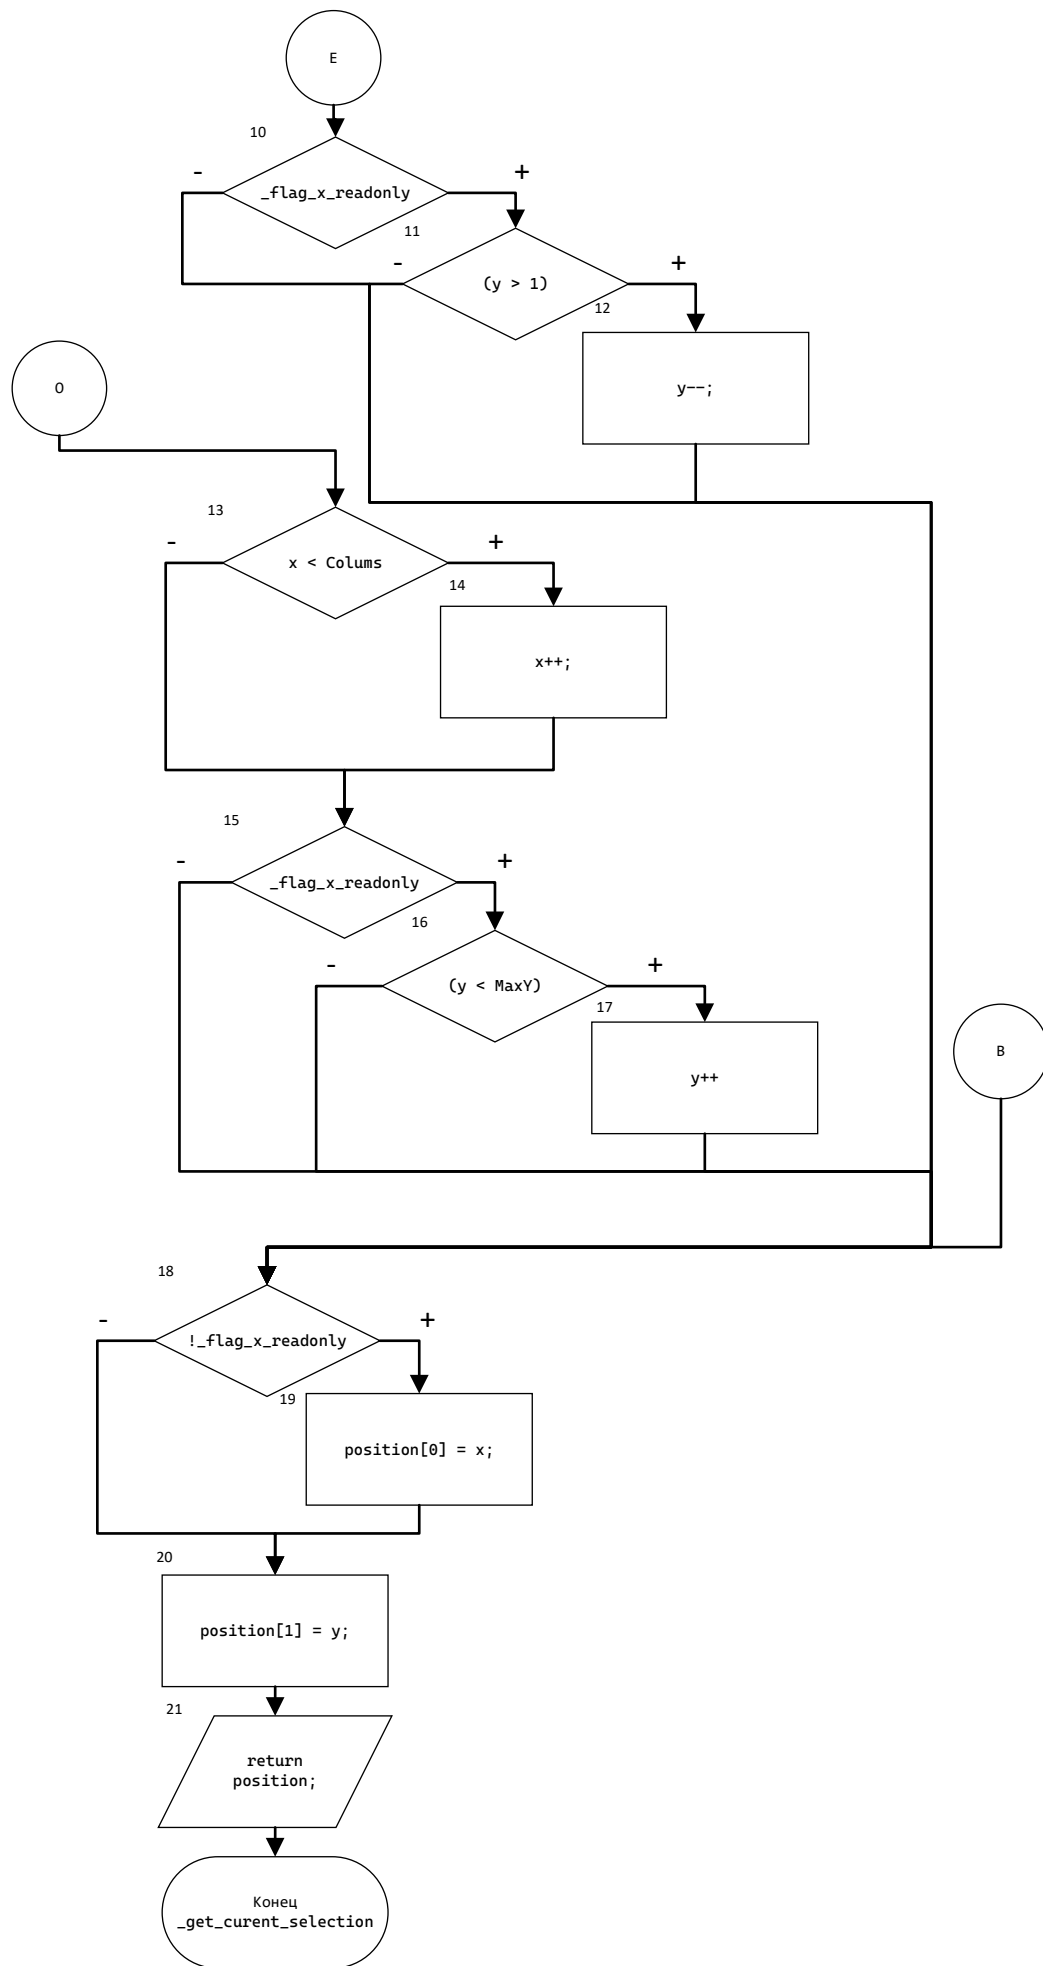 E
10
-
+
_flag_x_readonly
11
-
+
(y > 1)
12
y--;
O
13
-
+
x < Colums
14
x++;
15
-
+
_flag_x_readonly
16
-
+
(y < MaxY)
17
y++
B
18
-
+
!_flag_x_readonly
19
position[0] = x;
20
position[1] = y;
21
return
position;
Конец
_get_curent_selection